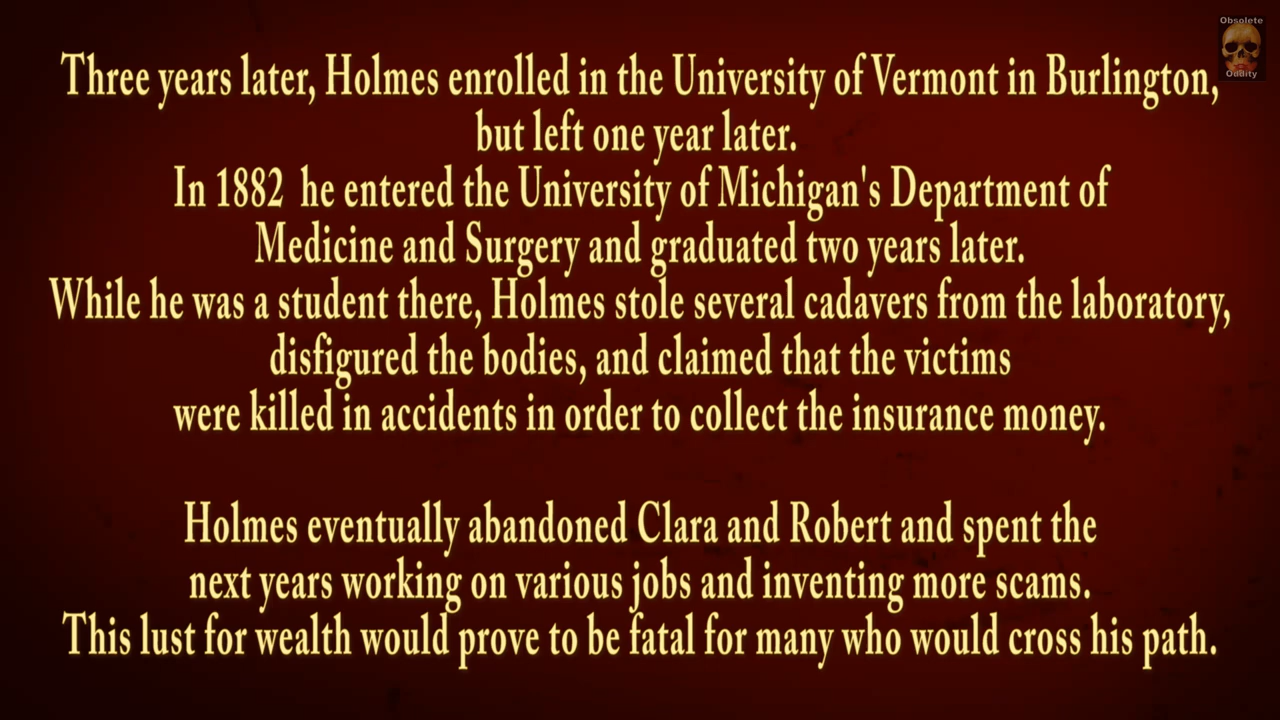 Obsolete
Oddity
Three years later, Holmes enrolled in the University of Vermont in Burlington,
but left one year later.
In 1882 he entered the University of Michigan's Department of
Medicine and Surgery and graduated two years later.
While he was a student there, Holmes stole several cadavers from the laboratory,
disfigured the bodies, and claimed that the victims
were killed in accidents in order to collect the insurance money.
Holmes eventually abandoned Clara and Robert and spent the
next years working on various jobs and inventing more scams.
This lust for wealth would prove to be fatal for many who would cross his path.